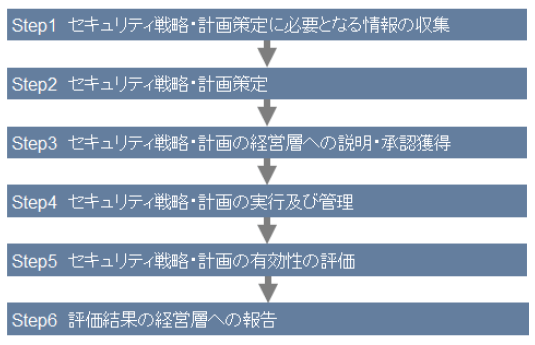 Step1 セキュリティ戦略・計画策定に必要となる情報の収集
Step2 セキュリティ戦略・計画策定
Step3 セキュリティ戦略・計画の経営層への説明・承認獲得
Step4 セキュリティ戦略・計画の実行及び管理
Step5 セキュリティ戦略・計画の有効性の評価
Step6 評価結果の経営層への報告